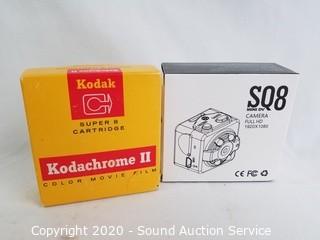 Kodak
SUPER 8
CARTRIDGE
Kodachrome II
COLOR MOVIE FILM
SQ8
MINI DV
CAMERA
FULL HD
1920X1080
CE FC
Copyright 2020 - Sound Auction Service